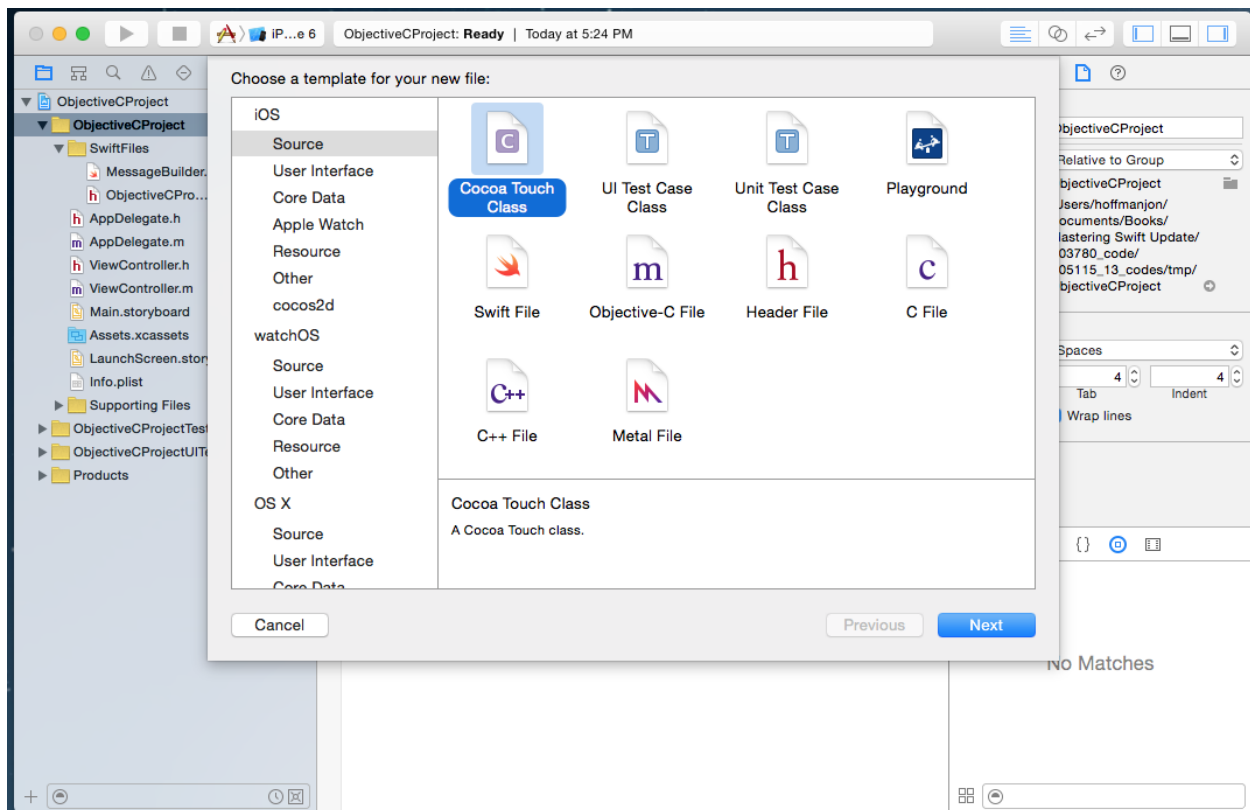 iP...e 6
ObjectiveCProject: Ready | Today at 5:24 PM
ObjectiveCProject
ObjectiveCProject
SwiftFiles
MessageBuilder.
ObjectiveCPro...
AppDelegate.h
AppDelegate.m
ViewController.h
ViewController.m
Main.storyboard
Assets.xcassets
LaunchScreen.stor
Info.plist
Supporting Files
ObjectiveCProjectTest
ObjectiveCProjectUITe
Products
Choose a template for your new file:
iOS
Source
User Interface
Core Data
Apple Watch
Resource
Other
cocos2d
watchOS
Source
User Interface
Core Data
Resource
Other
OS X
Source
User Interface
Core Data
C
Cocoa Touch
Class
T
UI Test Case
Class
T
Unit Test Case
Class
Playground
Swift File
m
Objective-C File
h
Header File
c
C File
C++
C++ File
Metal File
Cocoa Touch Class
A Cocoa Touch class.
Cancel
Previous
Next
ObjectiveCProject
Relative to Group
bjectiveCProject
Users/hoffmanjon/
ocuments/Books/
lastering Swift Update/
03780_code/
05115_13_codes/tmp/
bjectiveCProject
Spaces
4
4
Tab
Indent
Wrap lines
{}
No Matches